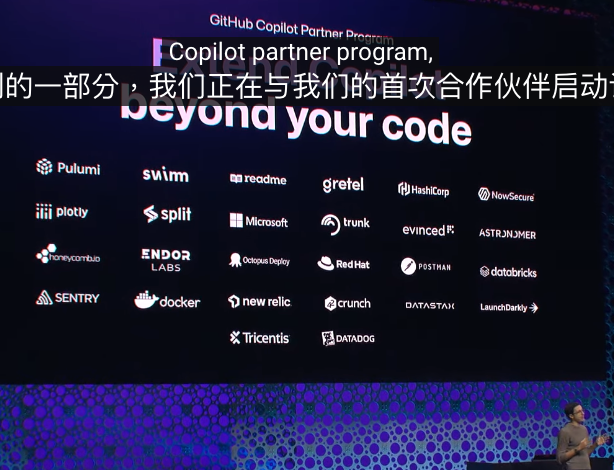 GitHub Copilot Partner Program
Copilot partner program,
的一部分，我们正在与我们的首次合作伙伴启动
beyond your code
Pulumi swimm readme gretel HashiCorp NowSecure
plotly split Microsoft trunk evinced ASTRONOMER
honeycomb.io ENDOR LABS Octopus Deploy Red Hat POSTMAN databricks
SENTRY docker new relic crunch DATASTAX LaunchDarkly
Tricentis DATADOG